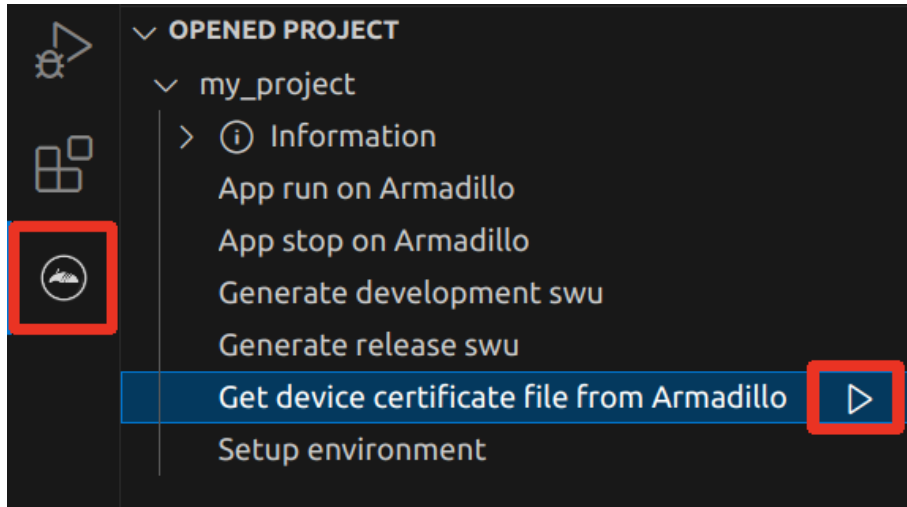 OPENED PROJECT
my_project
Information
App run on Armadillo
App stop on Armadillo
Generate development swu
Generate release swu
Get device certificate file from Armadillo
Setup environment